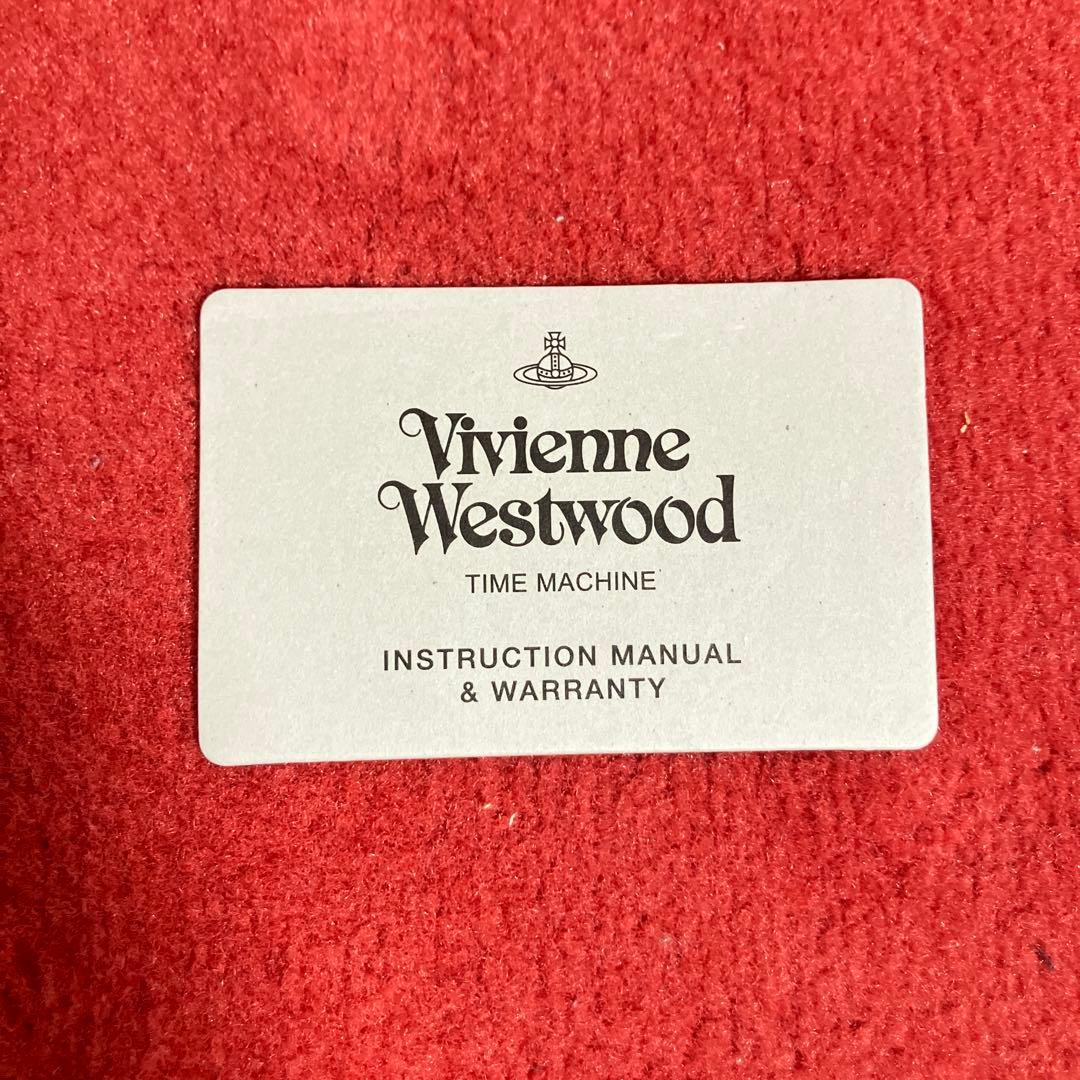 Vivienne
Westwood
TIME MACHINE
INSTRUCTION MANUAL
& WARRANTY